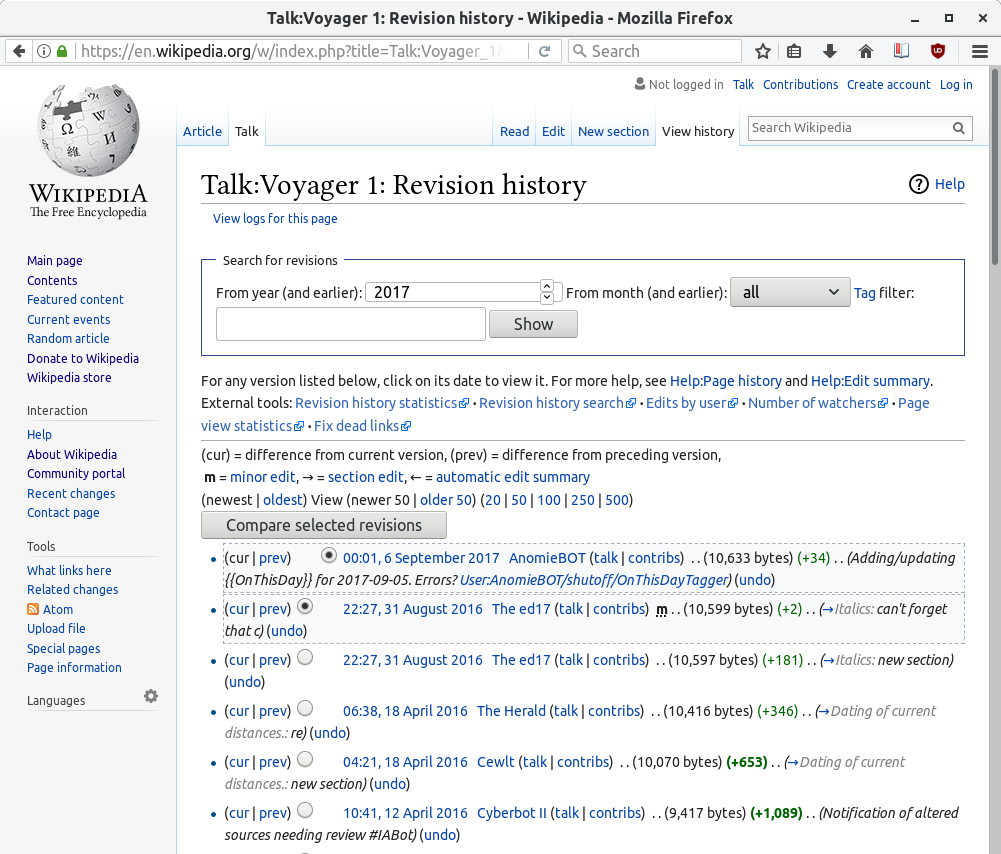 Talk:Voyager 1: Revision history - Wikipedia - Mozilla Firefox
https://en.wikipedia.org/w/index.php?title=Talk:Voyager_1& Search
Not logged in Talk Contributions Create account Log in
Article Talk Read Edit New section View history Search Wikipedia
WIKIPEDIA
The Free Encyclopedia
Main page
Contents
Featured content
Current events
Random article
Donate to Wikipedia
Wikipedia store
Interaction
Help
About Wikipedia
Community portal
Recent changes
Contact page
Tools
What links here
Related changes
Atom
Upload file
Special pages
Page information
Languages
Talk:Voyager 1: Revision history
Help
View logs for this page
Search for revisions
From year (and earlier): 2017 From month (and earlier): all Tag filter:
Show
For any version listed below, click on its date to view it. For more help, see Help:Page history and Help:Edit summary.
External tools: Revision history statistics · Revision history search · Edits by user · Number of watchers · Page
view statistics · Fix dead links
(cur) = difference from current version, (prev) = difference from preceding version,
m = minor edit, → = section edit, ← = automatic edit summary
(newest | oldest) View (newer 50 | older 50) (20 | 50 | 100 | 250 | 500)
Compare selected revisions
(cur | prev) 00:01, 6 September 2017 AnomieBOT (talk | contribs) . . (10,633 bytes) (+34) . . (Adding/updating
{{OnThisDay}} for 2017-09-05. Errors? User:AnomieBOT/shutoff/OnThisDayTagger) (undo)
(cur | prev) 22:27, 31 August 2016 The ed17 (talk | contribs) m . . (10,599 bytes) (+2) . . (→Italics: can't forget
that c) (undo)
(cur | prev) 22:27, 31 August 2016 The ed17 (talk | contribs) . . (10,597 bytes) (+181) . . (→Italics: new section)
(undo)
(cur | prev) 06:38, 18 April 2016 The Herald (talk | contribs) . . (10,416 bytes) (+346) . . (→Dating of current
distances.: re) (undo)
(cur | prev) 04:21, 18 April 2016 Cewlt (talk | contribs) . . (10,070 bytes) (+653) . . (→Dating of current
distances.: new section) (undo)
(cur | prev) 10:41, 12 April 2016 Cyberbot II (talk | contribs) . . (9,417 bytes) (+1,089) . . (Notification of altered
sources needing review #IABot) (undo)